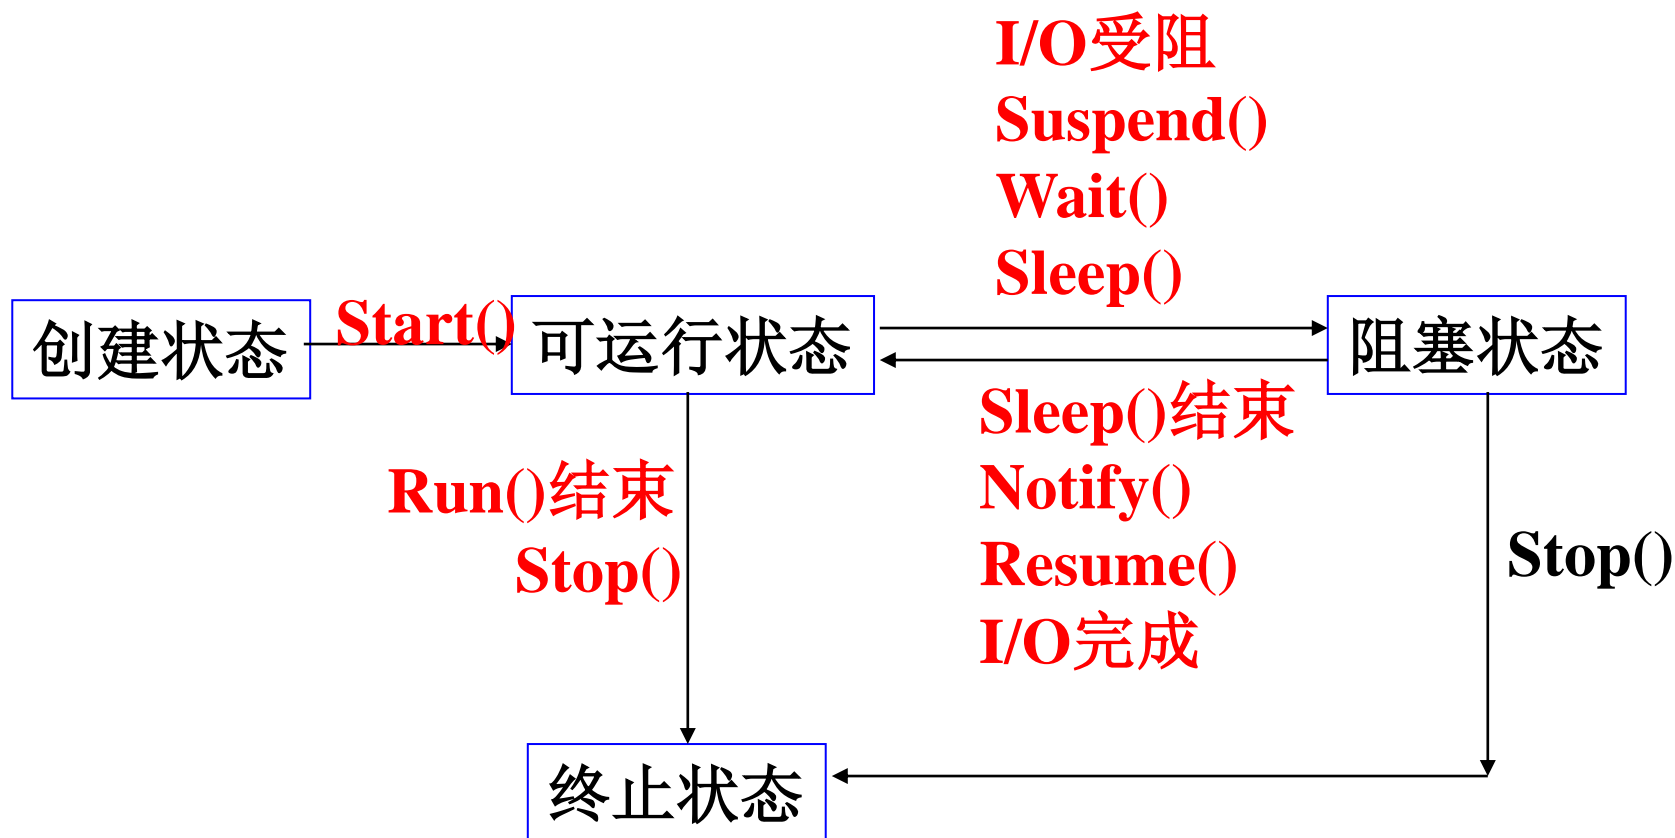 I/O受阻
Suspend()
Wait()
Sleep()
创建状态
Start()
可运行状态
阻塞状态
Sleep()结束
Notify()
Resume()
I/O完成
Run()结束
Stop()
Stop()
终止状态